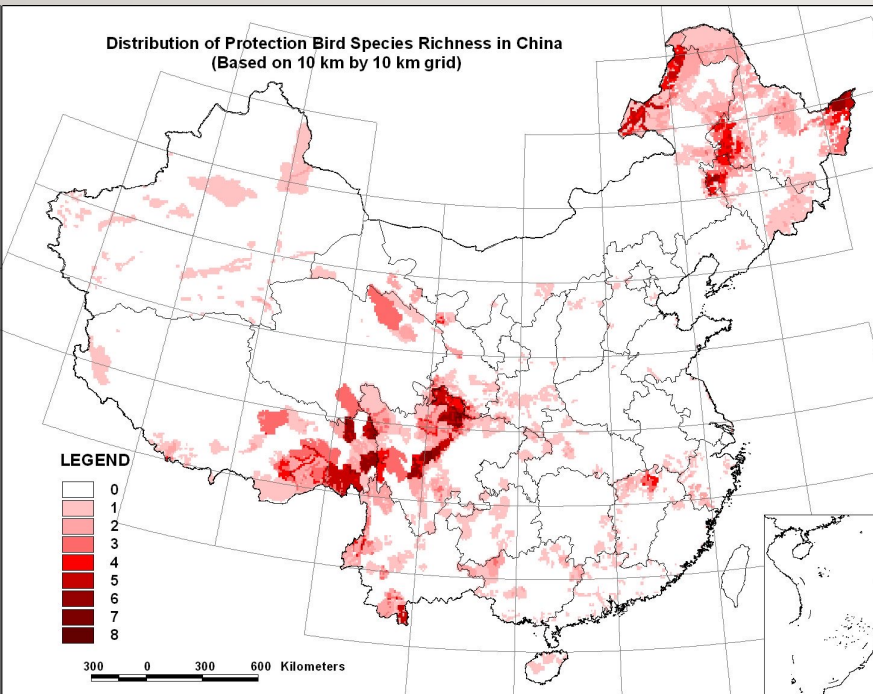 Distribution of Protection Bird Species Richness in China
(Based on 10 km by 10 km grid)
LEGEND
0
1
2
3
4
5
6
7
8
300 0 300 600 Kilometers